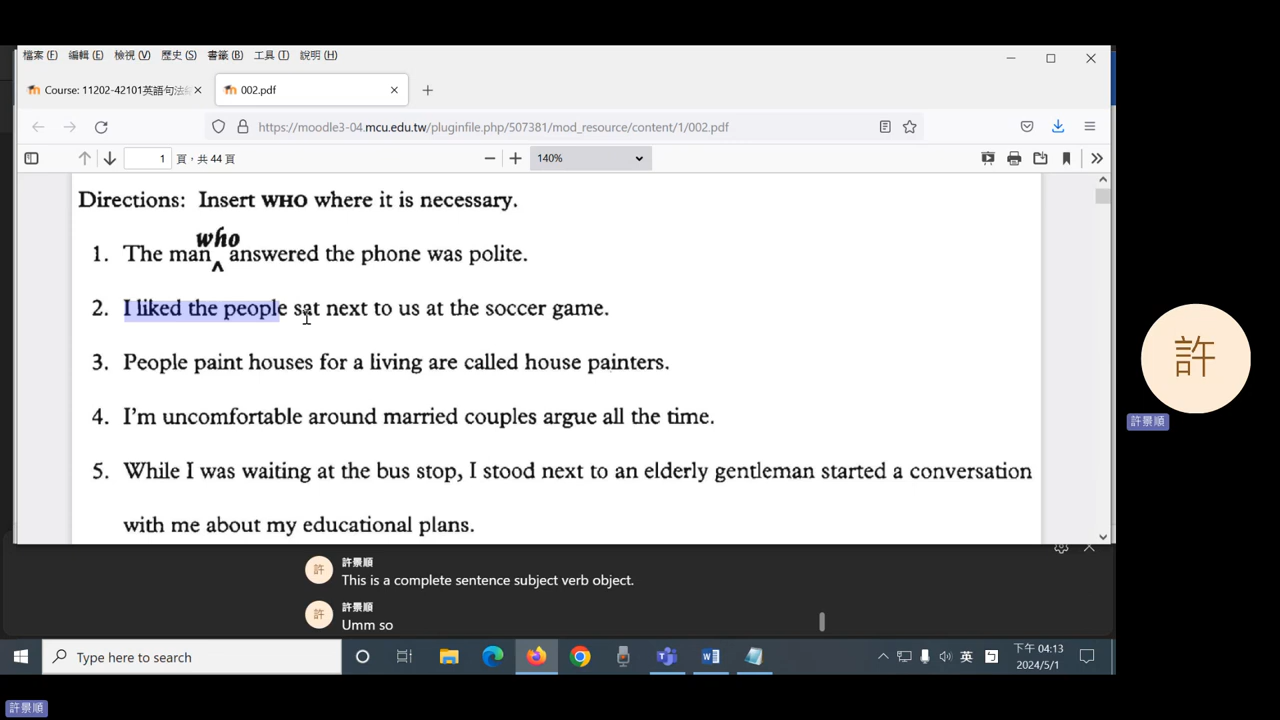 檔案 (F) 編輯 (E) 檢視 (V) 歷史 (S) 書籤 (B) 工具 (T) 說明 (H)
Course: 11202-42101英語句法
002.pdf
https://moodle3-04.mcu.edu.tw/pluginfile.php/507381/mod_resource/content/1/002.pdf
1 頁，共 44 頁
140%
Directions: Insert WHO where it is necessary.
who
1. The man ^ answered the phone was polite.
2. I liked the people sat next to us at the soccer game.
3. People paint houses for a living are called house painters.
4. I'm uncomfortable around married couples argue all the time.
5. While I was waiting at the bus stop, I stood next to an elderly gentleman started a conversation
with me about my educational plans.
許
許景順
許 許景順
This is a complete sentence subject verb object.
許 許景順
Umm so
Type here to search
英
下午 04:13
2024/5/1
許景順